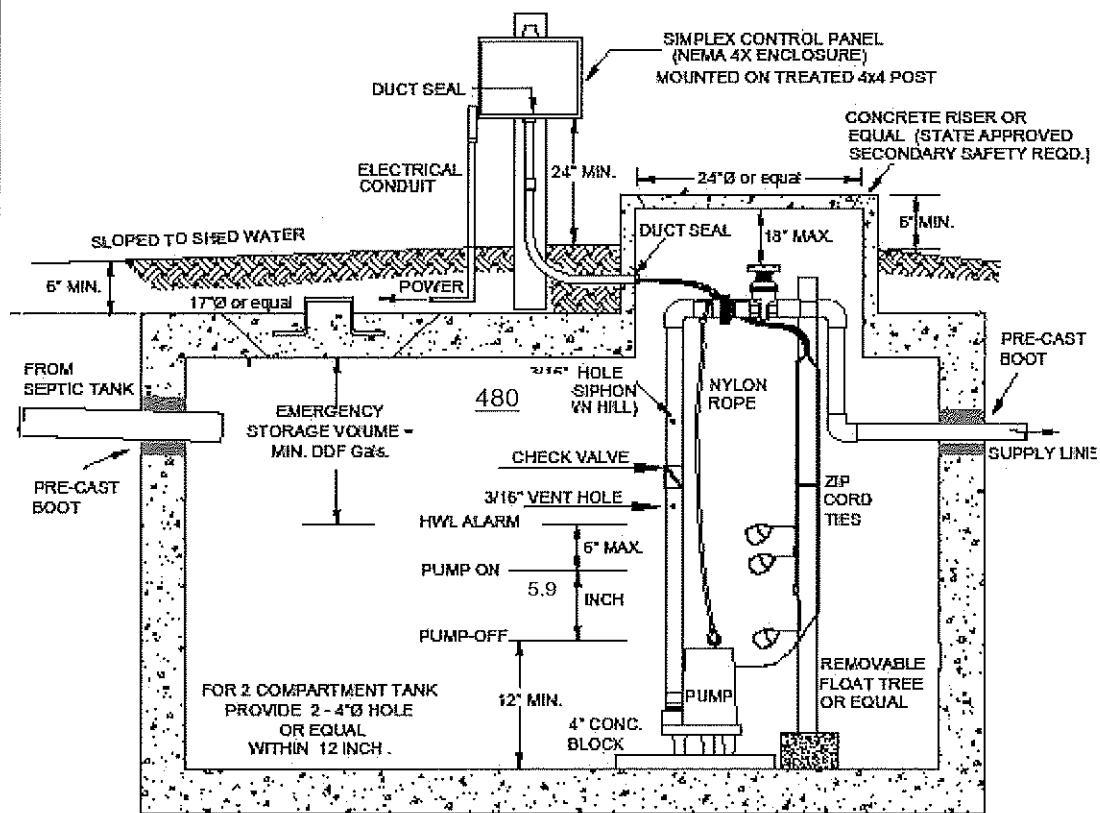 SIMPLEX CONTROL PANEL
(NEMA 4X ENCLOSURE)
MOUNTED ON TREATED 4x4 POST
DUCT SEAL
CONCRETE RISER OR
EQUAL (STATE APPROVED
SECONDARY SAFETY REQD.)
ELECTRICAL
CONDUIT
24" MIN.
24"Ø or equal
6" MIN.
SLOPED TO SHED WATER
DUCT SEAL
18" MAX.
6" MIN.
POWER
17"Ø or equal
PRE-CAST
BOOT
FROM
SEPTIC TANK
3/16" HOLE
SIPHON
HILL)
NYLON
ROPE
480
EMERGENCY
STORAGE VOLUME =
MIN. DDF Gals.
SUPPLY LINE
CHECK VALVE
PRE-CAST
BOOT
3/16" VENT HOLE
ZIP
CORD
TIES
HWL ALARM
6" MAX.
PUMP ON
5.9 INCH
PUMP-OFF
12" MIN.
PUMP
REMOVABLE
FLOAT TREE
OR EQUAL
FOR 2 COMPARTMENT TANK
PROVIDE 2 - 4"Ø HOLE
OR EQUAL
WITHIN 12 INCH .
4" CONC.
BLOCK